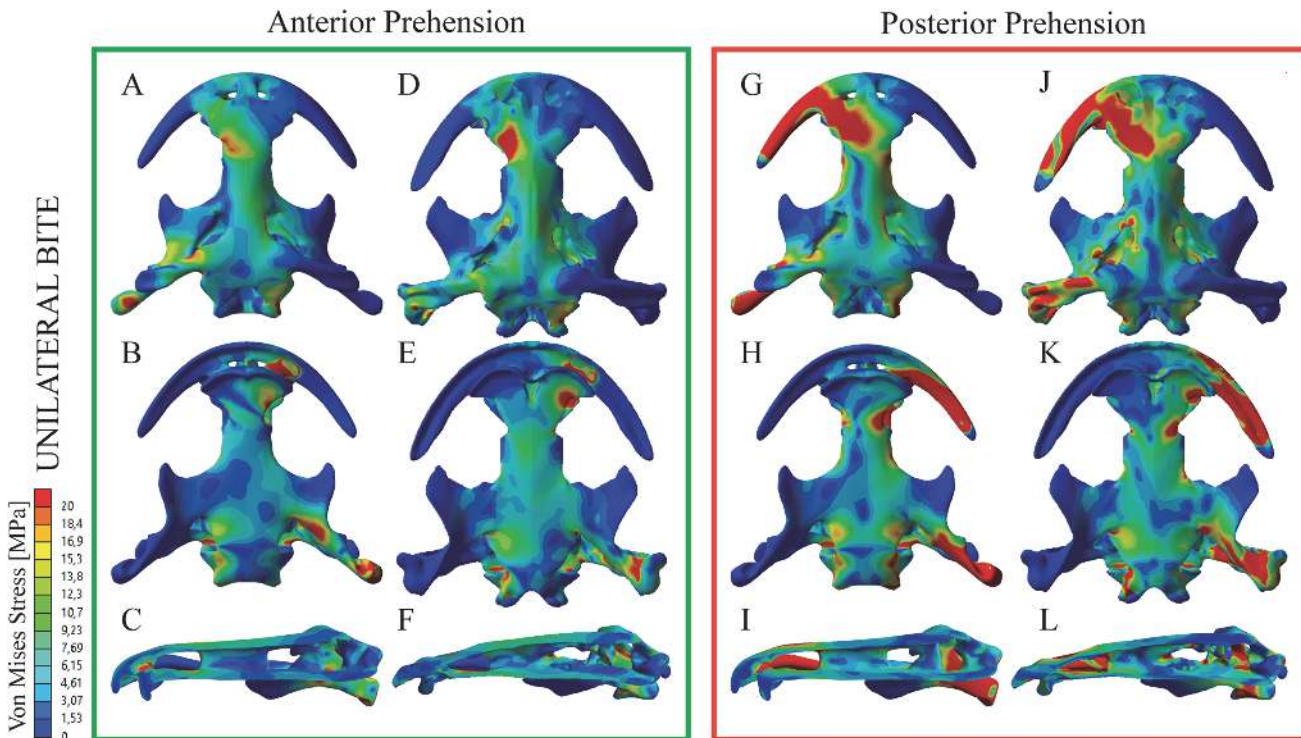 Anterior Prehension
Posterior Prehension
A
D
G
J
B
E
H
K
C
F
I
L
UNILATERAL BITE
Von Mises Stress [MPa]
20
18,4
16,9
15,3
13,8
12,3
10,7
9,23
7,69
6,15
4,61
3,07
1,53
0